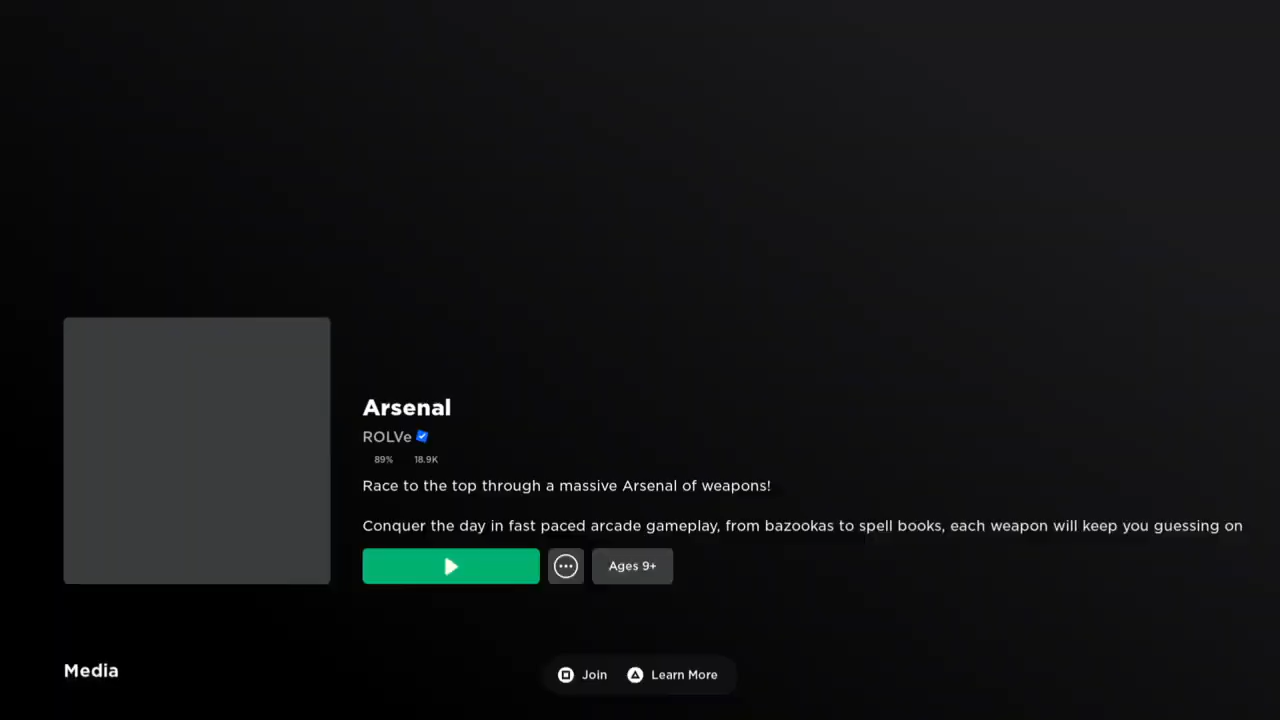 Arsenal
ROLVe
89% 18.9K
Race to the top through a massive Arsenal of weapons!
Conquer the day in fast paced arcade gameplay, from bazookas to spell books, each weapon will keep you guessing on
Ages 9+
Media
Join Learn More